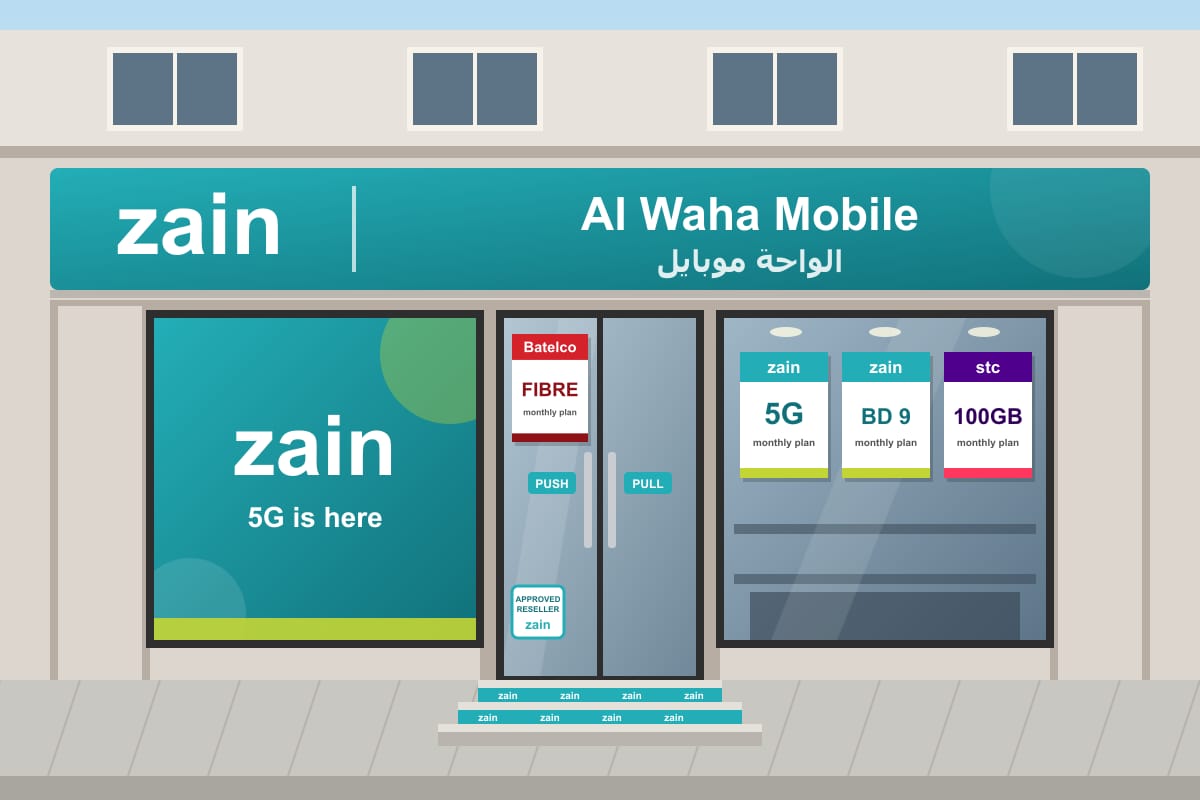 zain
Al Waha Mobile
الواحة موبايل
zain
5G is here
Batelco
FIBRE
monthly plan
PUSH
PULL
APPROVED
RESELLER
zain
zain
5G
monthly plan
zain
BD 9
monthly plan
stc
100GB
monthly plan
zain zain zain zain
zain zain zain zain